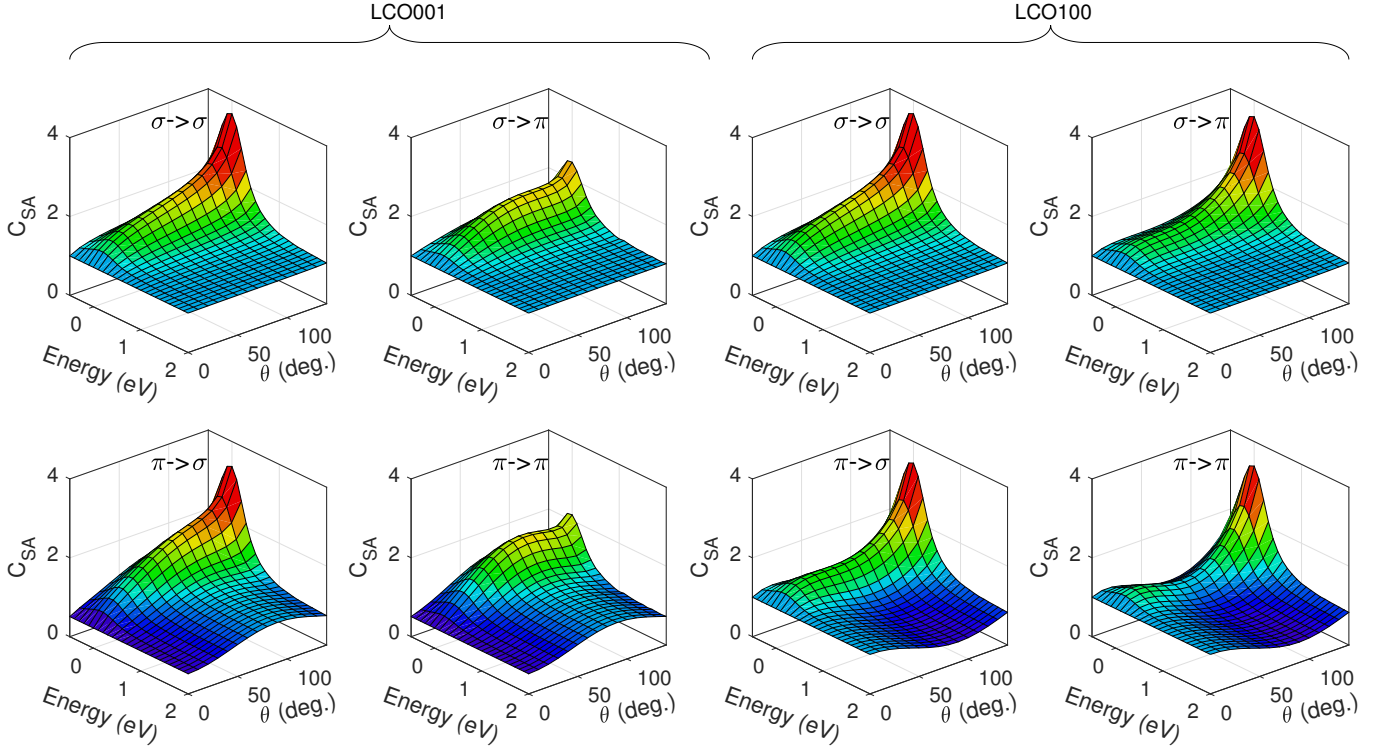 LCO001 LCO100
σ->σ σ->π σ->σ σ->π
4 4 4 4
2 2 2 2
0 0 0 0
C_SA C_SA C_SA C_SA
0 1 2 0 50 100 0 1 2 0 50 100 0 1 2 0 50 100 0 1 2 0 50 100
Energy (eV) θ (deg.) Energy (eV) θ (deg.) Energy (eV) θ (deg.) Energy (eV) θ (deg.)
π->σ π->π π->σ π->π
4 4 4 4
2 2 2 2
0 0 0 0
C_SA C_SA C_SA C_SA
0 1 2 0 50 100 0 1 2 0 50 100 0 1 2 0 50 100 0 1 2 0 50 100
Energy (eV) θ (deg.) Energy (eV) θ (deg.) Energy (eV) θ (deg.) Energy (eV) θ (deg.)